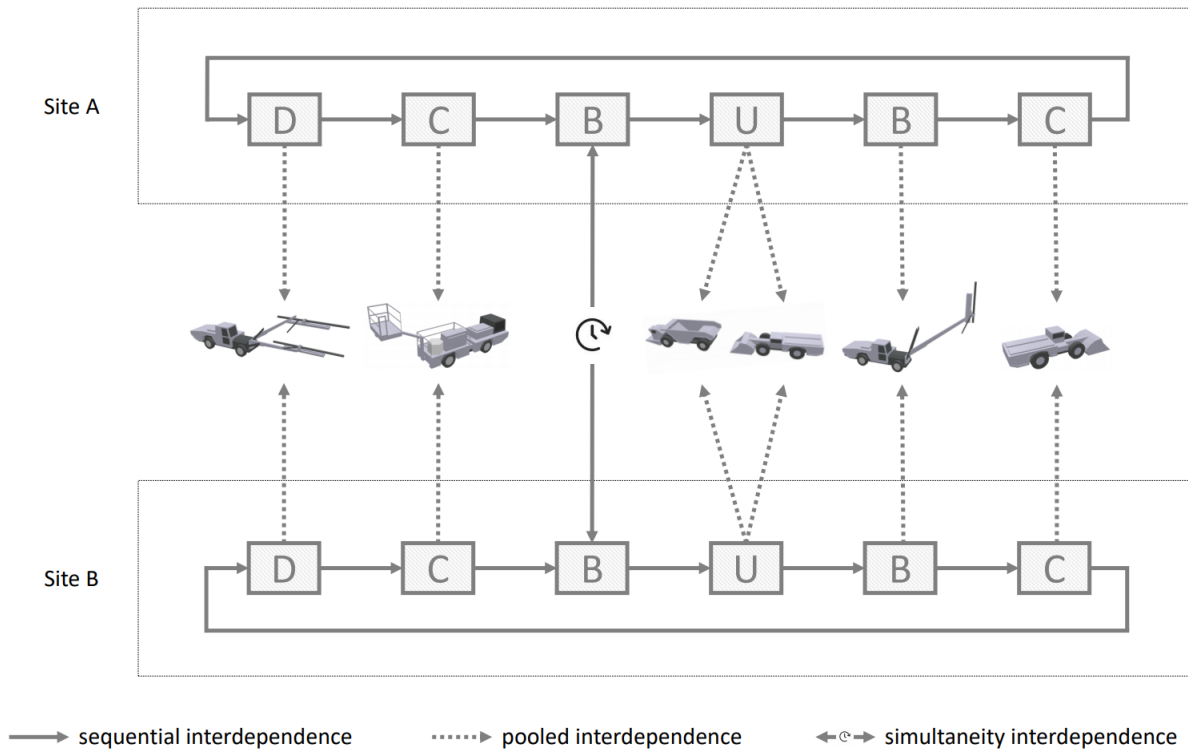 Site A
D C B U B C
Site B
D C B U B C
sequential interdependence pooled interdependence simultaneity interdependence